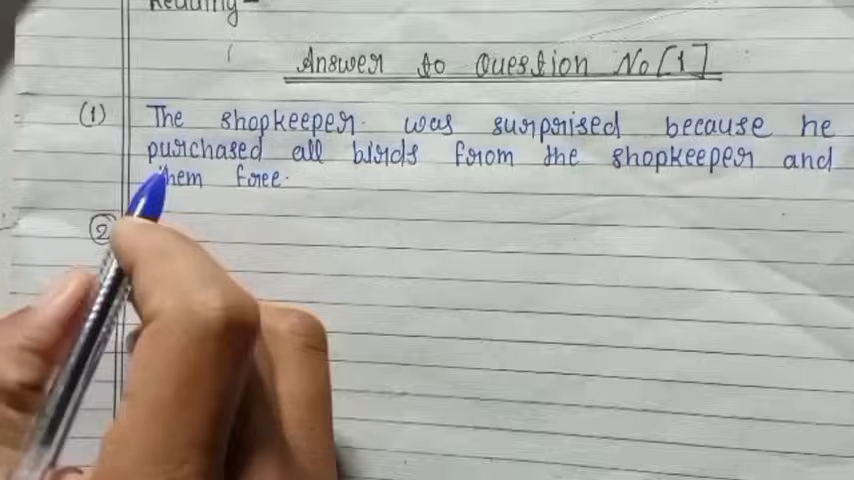 Reading -
Answer to Question No [1]
(1) The shopkeeper. was surprised because he
purchased all birds from the shopkeeper and
them free.
(2)